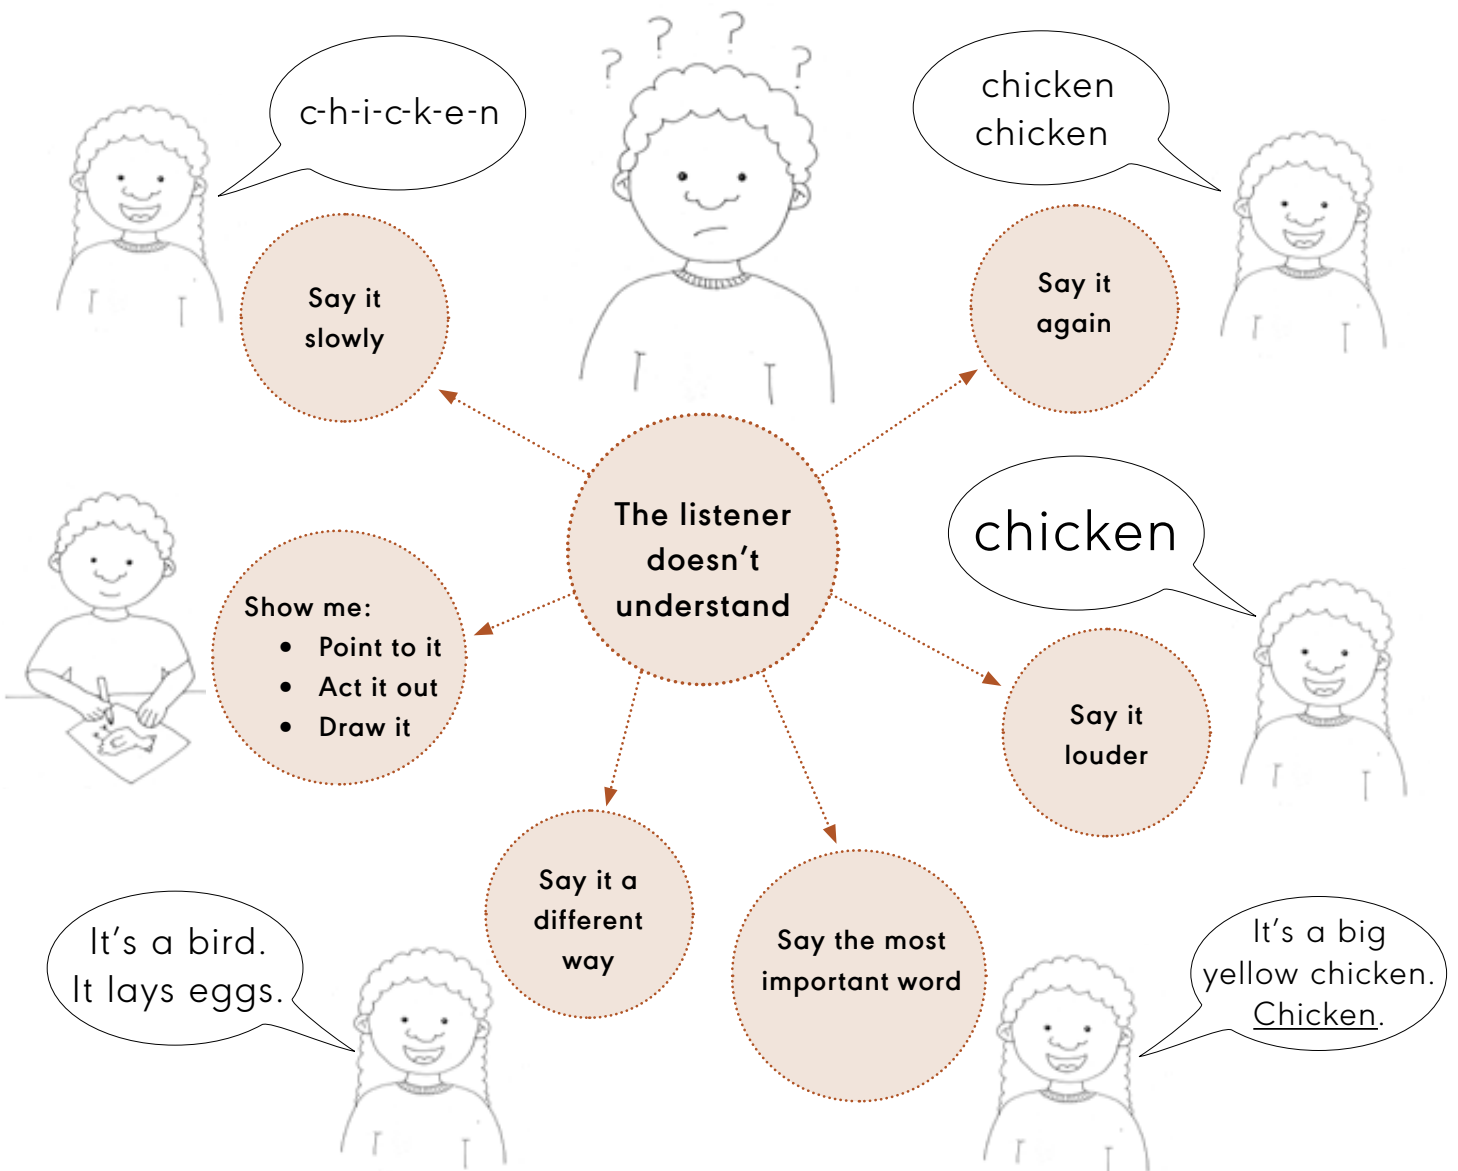 ? ? ? ?
c-h-i-c-k-e-n
chicken
chicken
Say it
slowly
Say it
again
The listener
doesn't
understand
chicken
Show me:
• Point to it
• Act it out
• Draw it
Say it
louder
Say it a
different
way
Say the most
important word
It's a bird.
It lays eggs.
It's a big
yellow chicken.
Chicken.